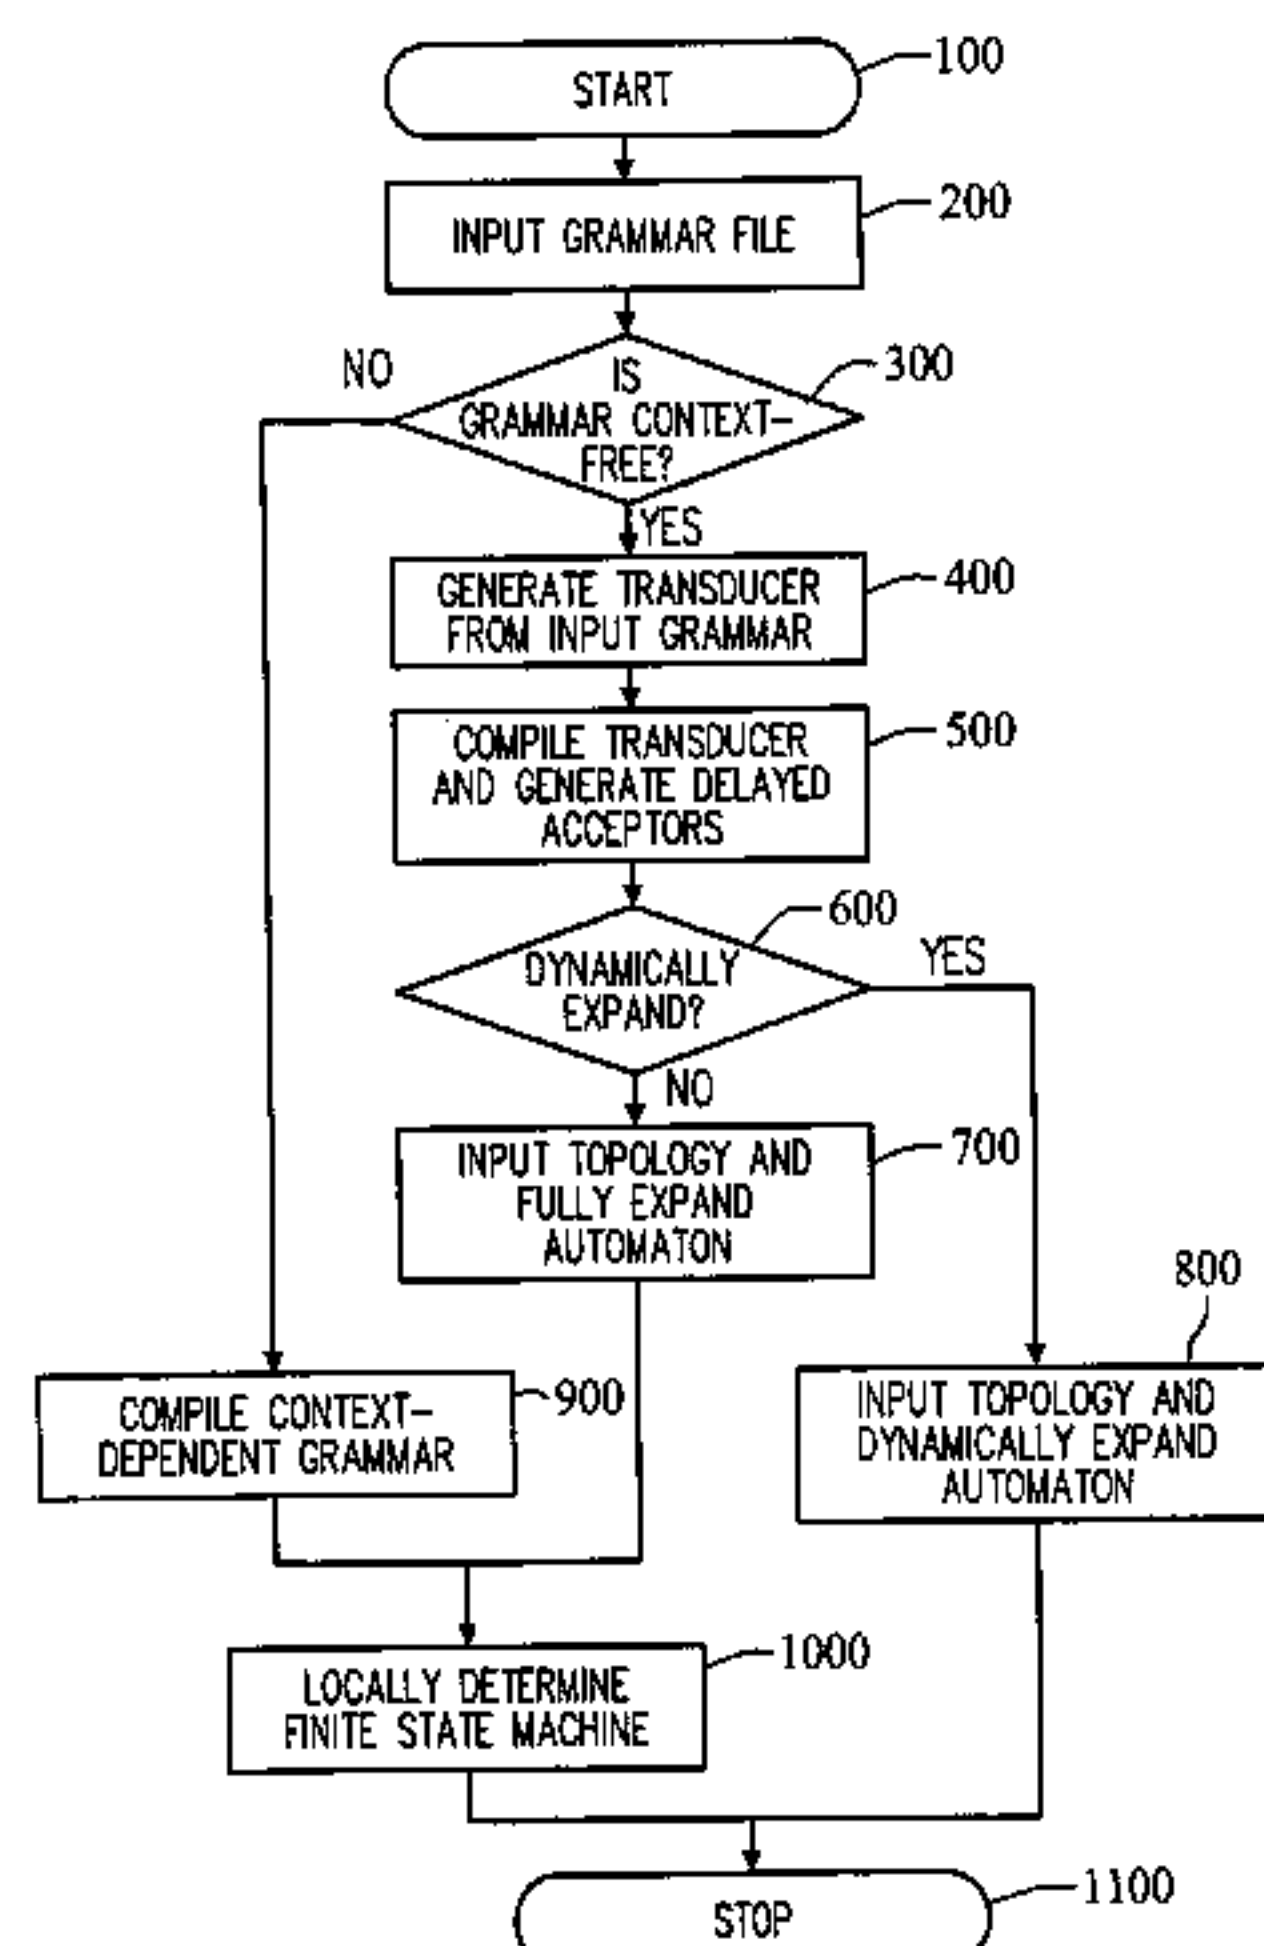 START
100
INPUT GRAMMAR FILE
200
NO
IS
GRAMMAR CONTEXT-
FREE?
300
YES
GENERATE TRANSDUCER
FROM INPUT GRAMMAR
400
COMPILE TRANSDUCER
AND GENERATE DELAYED
ACCEPTORS
500
600
DYNAMICALLY
EXPAND?
YES
NO
INPUT TOPOLOGY AND
FULLY EXPAND
AUTOMATON
700
800
INPUT TOPOLOGY AND
DYNAMICALLY EXPAND
AUTOMATON
COMPILE CONTEXT-
DEPENDENT GRAMMAR
900
LOCALLY DETERMINE
FINITE STATE MACHINE
1000
STOP
1100